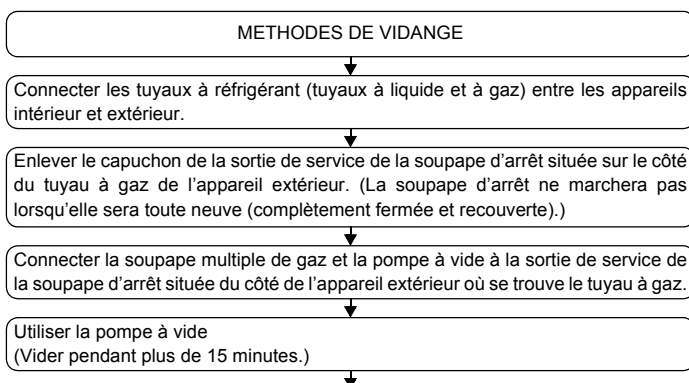 METHODES DE VIDANGE
Connecter les tuyaux à réfrigérant (tuyaux à liquide et à gaz) entre les appareils
intérieur et extérieur.
Enlever le capuchon de la sortie de service de la soupape d'arrêt située sur le côté
du tuyau à gaz de l'appareil extérieur. (La soupape d'arrêt ne marchera pas
lorsqu'elle sera toute neuve (complètement fermée et recouverte).)
Connecter la soupape multiple de gaz et la pompe à vide à la sortie de service de
la soupape d'arrêt située du côté de l'appareil extérieur où se trouve le tuyau à gaz.
Utiliser la pompe à vide
(Vider pendant plus de 15 minutes.)